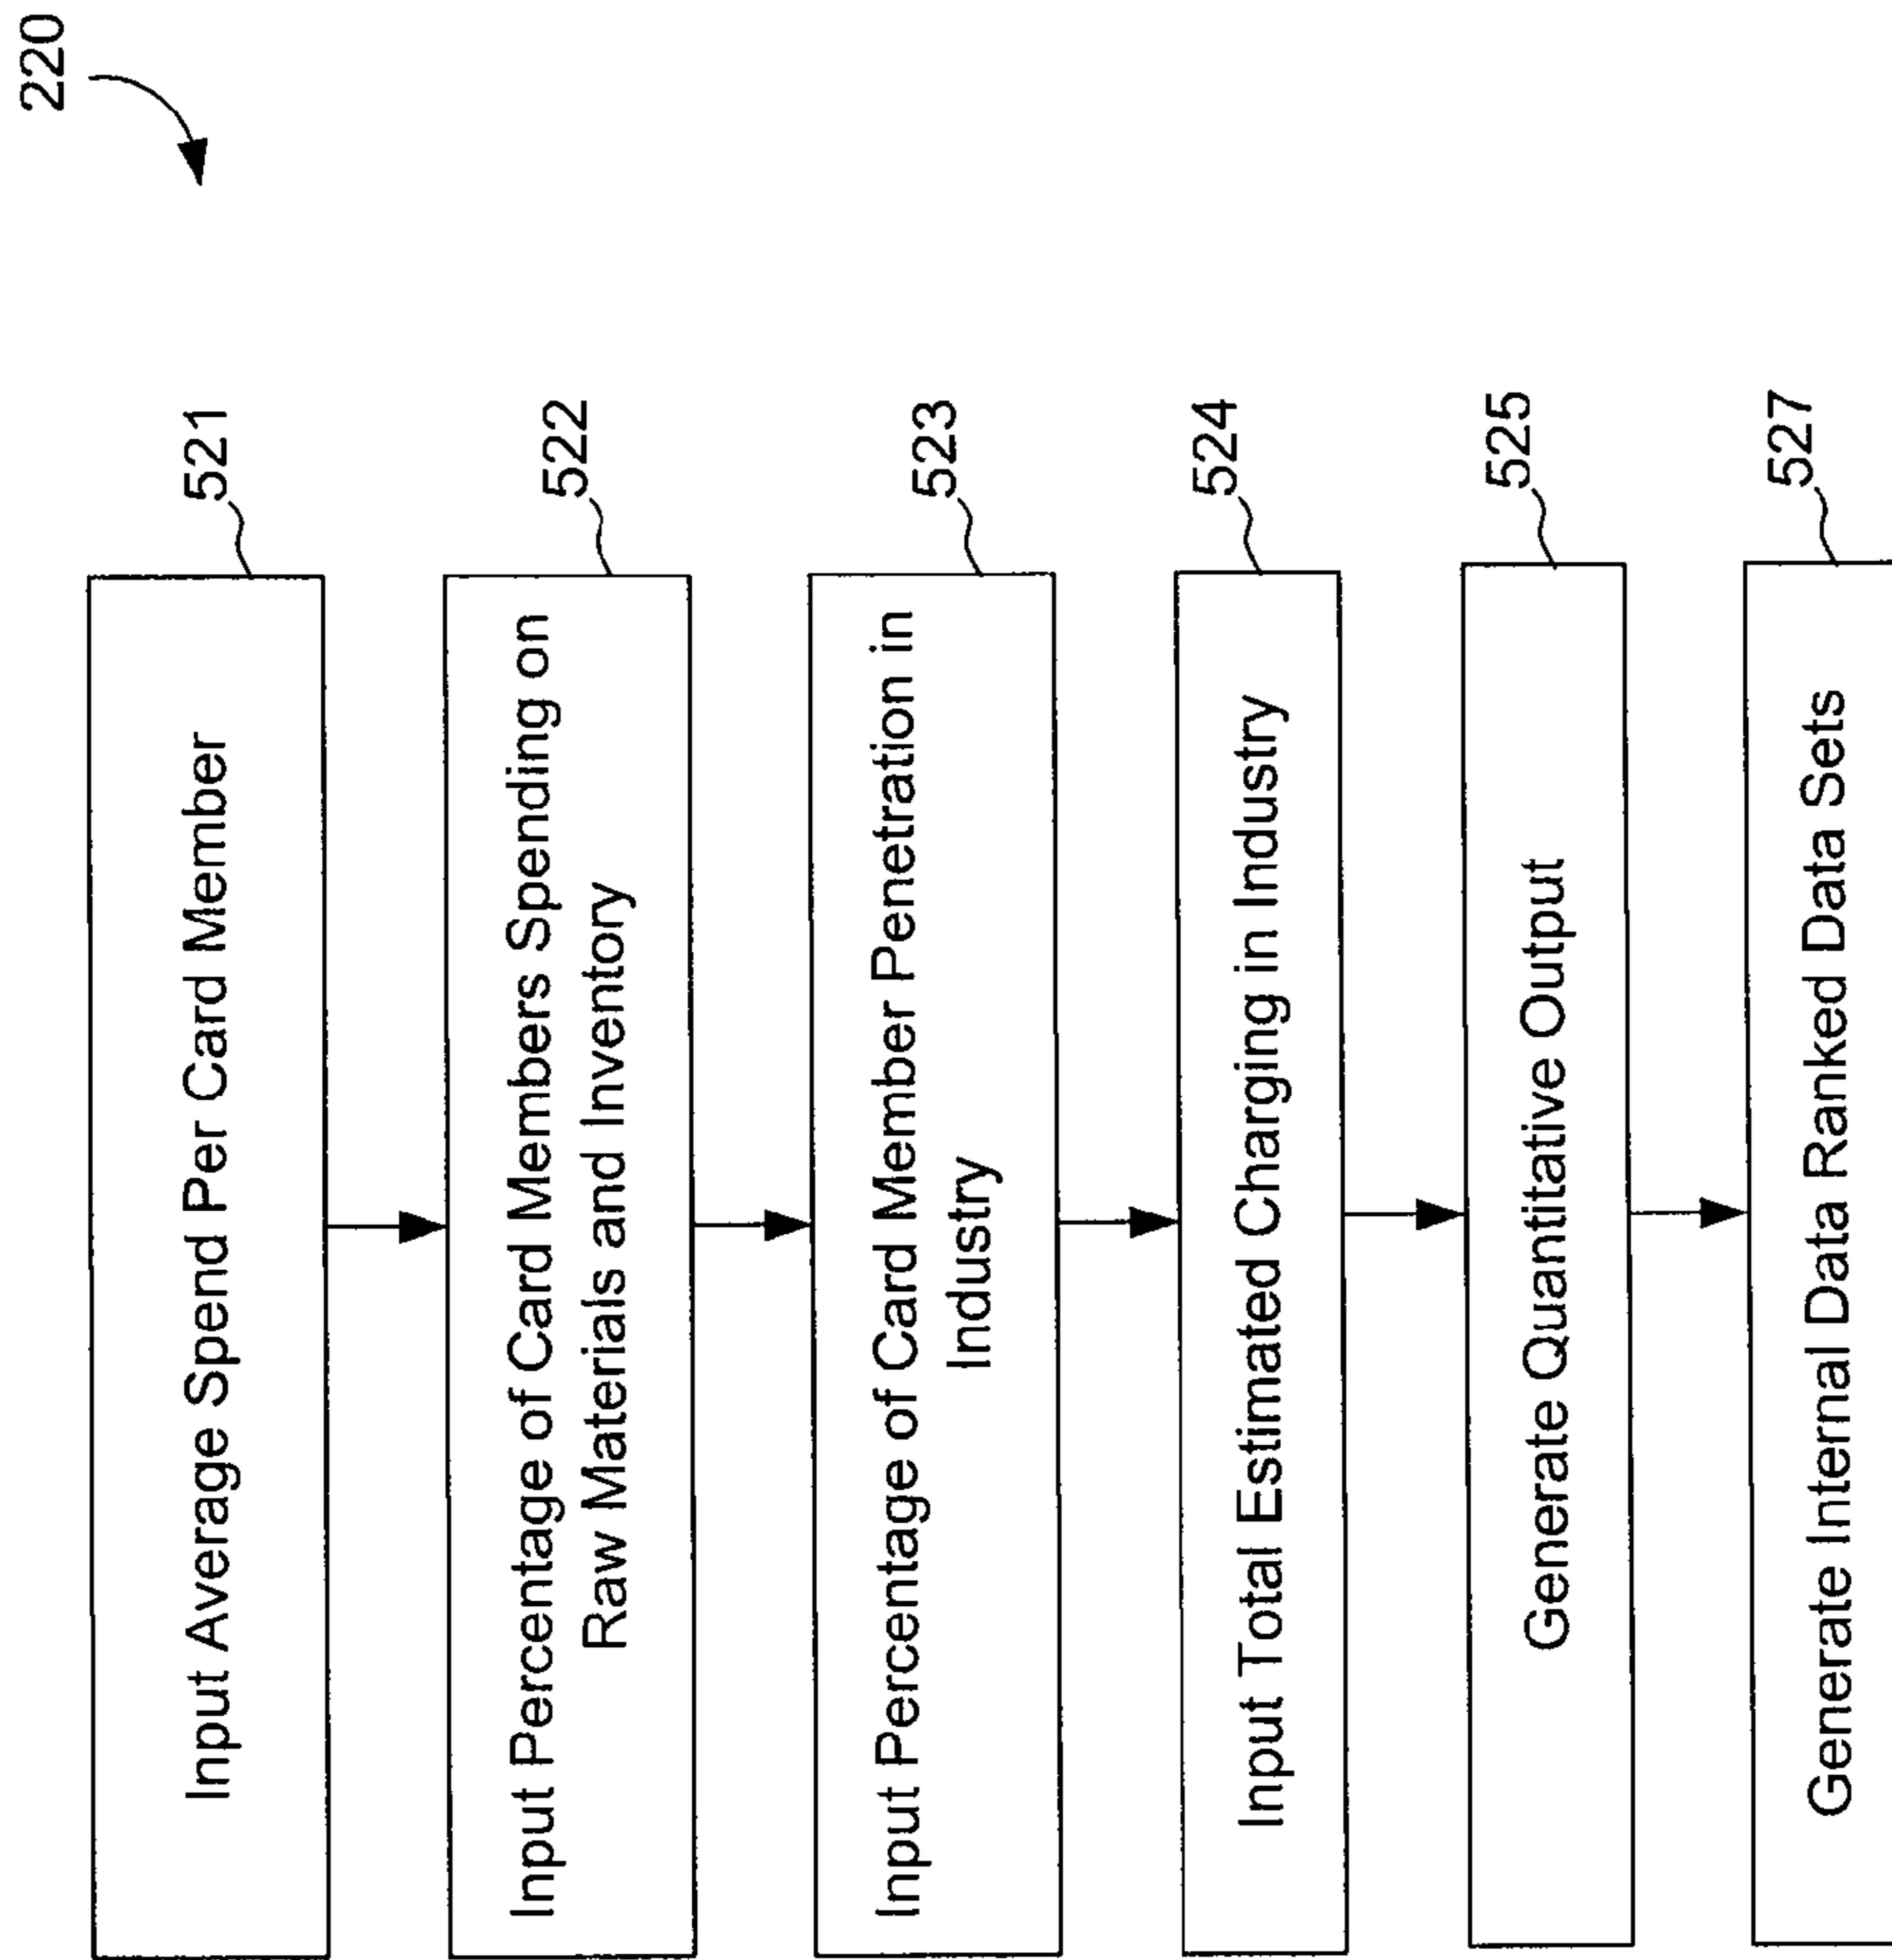 220
Input Average Spend Per Card Member
521
Input Percentage of Card Members Spending on
Raw Materials and Inventory
522
Input Percentage of Card Member Penetration in
Industry
523
Input Total Estimated Charging in Industry
524
Generate Quantitative Output
525
Generate Internal Data Ranked Data Sets
527